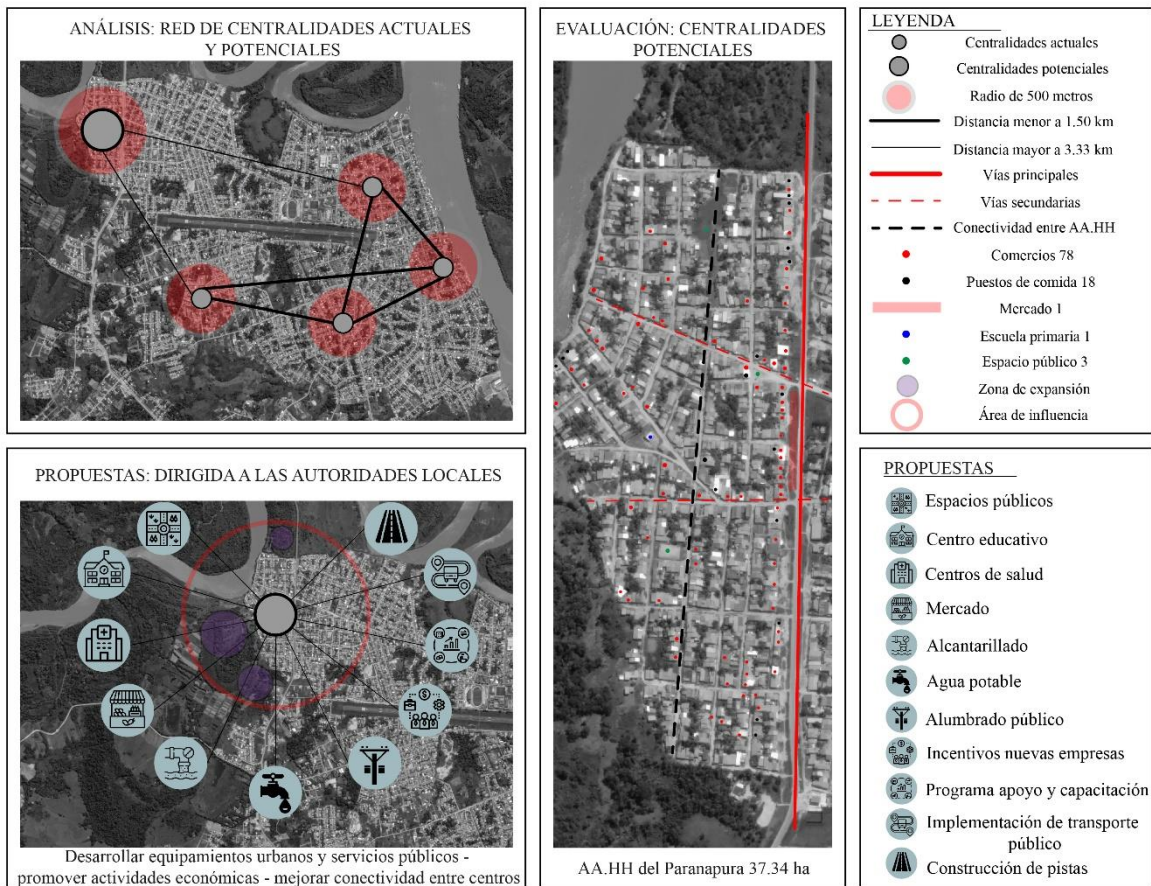 ANÁLISIS: RED DE CENTRALIDADES ACTUALES
Y POTENCIALES
EVALUACIÓN: CENTRALIDADES
POTENCIALES
AA.HH del Paranapura 37.34 ha
LEYENDA
Centralidades actuales
Centralidades potenciales
Radio de 500 metros
Distancia menor a 1.50 km
Distancia mayor a 3.33 km
Vías principales
Vías secundarias
Conectividad entre AA.HH
Comercios 78
Puestos de comida 18
Mercado 1
Escuela primaria 1
Espacio público 3
Zona de expansión
Área de influencia
PROPUESTAS: DIRIGIDA A LAS AUTORIDADES LOCALES
Desarrollar equipamientos urbanos y servicios públicos -
promover actividades económicas - mejorar conectividad entre centros
PROPUESTAS
Espacios públicos
Centro educativo
Centros de salud
Mercado
Alcantarillado
Agua potable
Alumbrado público
Incentivos nuevas empresas
Programa apoyo y capacitación
Implementación de transporte
público
Construcción de pistas